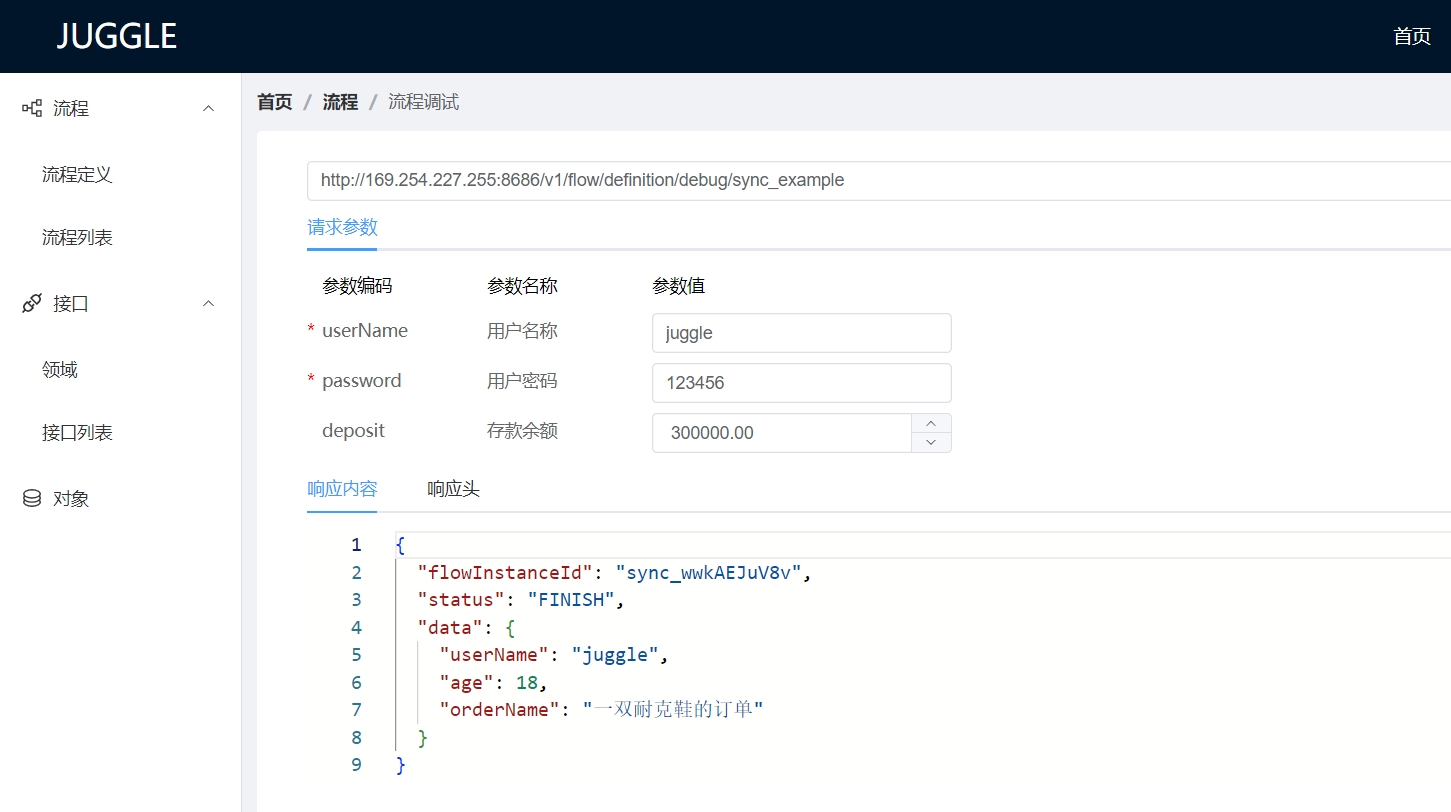 JUGGLE
首页
流程
流程定义
流程列表
接口
领域
接口列表
对象
首页 / 流程 / 流程调试
http://169.254.227.255:8686/v1/flow/definition/debug/sync_example
请求参数
参数编码 参数名称 参数值
* userName 用户名称 juggle
* password 用户密码 123456
deposit 存款余额 300000.00
响应内容 响应头
1 {
2 "flowInstanceId": "sync_wwkAEJuV8v",
3 "status": "FINISH",
4 "data": {
5 "userName": "juggle",
6 "age": 18,
7 "orderName": "一双耐克鞋的订单"
8 }
9 }